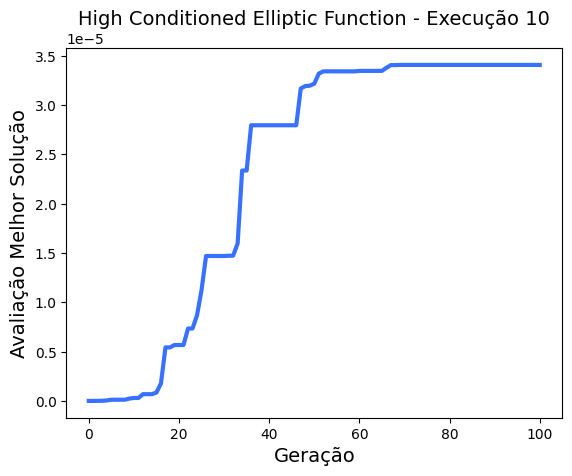 High Conditioned Elliptic Function - Execução 10
1e−5
3.5
3.0
2.5
2.0
1.5
1.0
0.5
0.0
Avaliação Melhor Solução
0 20 40 60 80 100
Geração